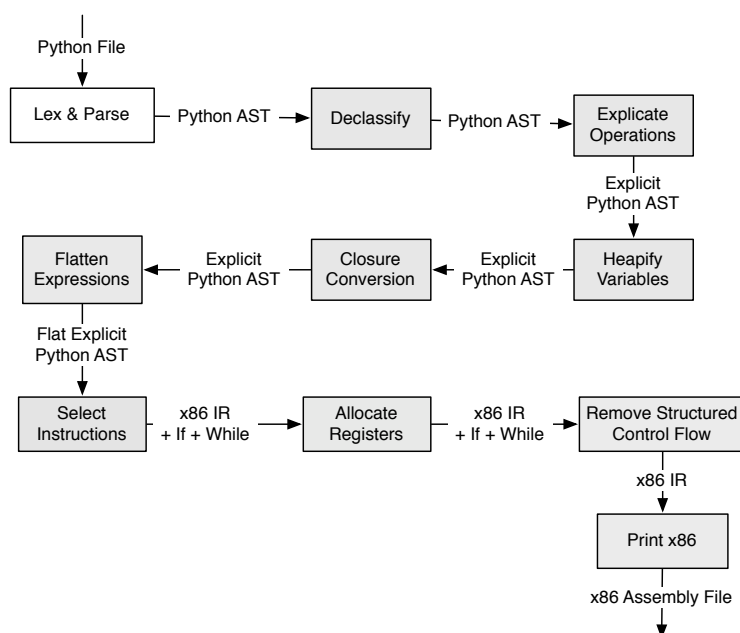 Python File
Lex & Parse
Python AST
Declassify
Python AST
Explicate
Operations
Explicit
Python AST
Heapify
Variables
Explicit
Python AST
Closure
Conversion
Explicit
Python AST
Flatten
Expressions
Flat Explicit
Python AST
Select
Instructions
x86 IR
+ If + While
Allocate
Registers
x86 IR
+ If + While
Remove Structured
Control Flow
x86 IR
Print x86
x86 Assembly File